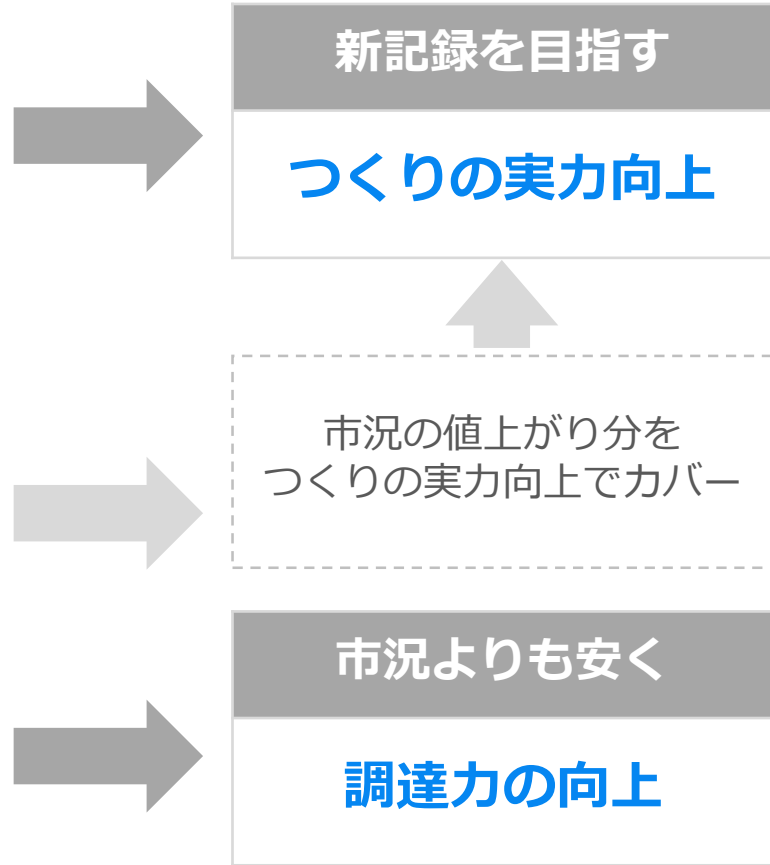 新記録を目指す
つくりの実力向上
市況の値上がり分を
つくりの実力向上でカバー
市況よりも安く
調達力の向上